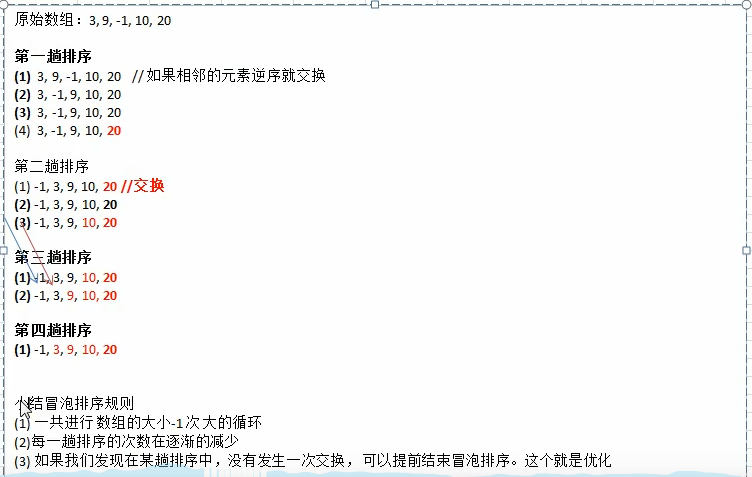 原始数组：3, 9, -1, 10, 20
第一趟排序
(1) 3, 9, -1, 10, 20 //如果相邻的元素逆序就交换
(2) 3, -1, 9, 10, 20
(3) 3, -1, 9, 10, 20
(4) 3, -1, 9, 10, 20
第二趟排序
(1) -1, 3, 9, 10, 20 //交换
(2) -1, 3, 9, 10, 20
(3) -1, 3, 9, 10, 20
第三趟排序
(1) -1, 3, 9, 10, 20
(2) -1, 3, 9, 10, 20
第四趟排序
(1) -1, 3, 9, 10, 20
小结冒泡排序规则
(1) 一共进行 数组的大小-1 次 大的循环
(2)每一趟排序的次数在逐渐的减少
(3) 如果我们发现在某趟排序中，没有发生一次交换， 可以提前结束冒泡排序。这个就是优化